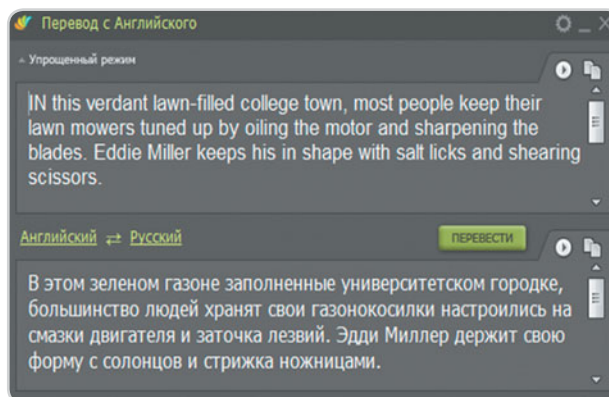 Перевод с Английского
Упрощенный режим
IN this verdant lawn-filled college town, most people keep their
lawn mowers tuned up by oiling the motor and sharpening the
blades. Eddie Miller keeps his in shape with salt licks and shearing
scissors.
Английский ⇄ Русский ПЕРЕВЕСТИ
В этом зеленом газоне заполненные университетском городке,
большинство людей хранят свои газонокосилки настроились на
смазки двигателя и заточка лезвий. Эдди Миллер держит свою
форму с солонцов и стрижка ножницами.